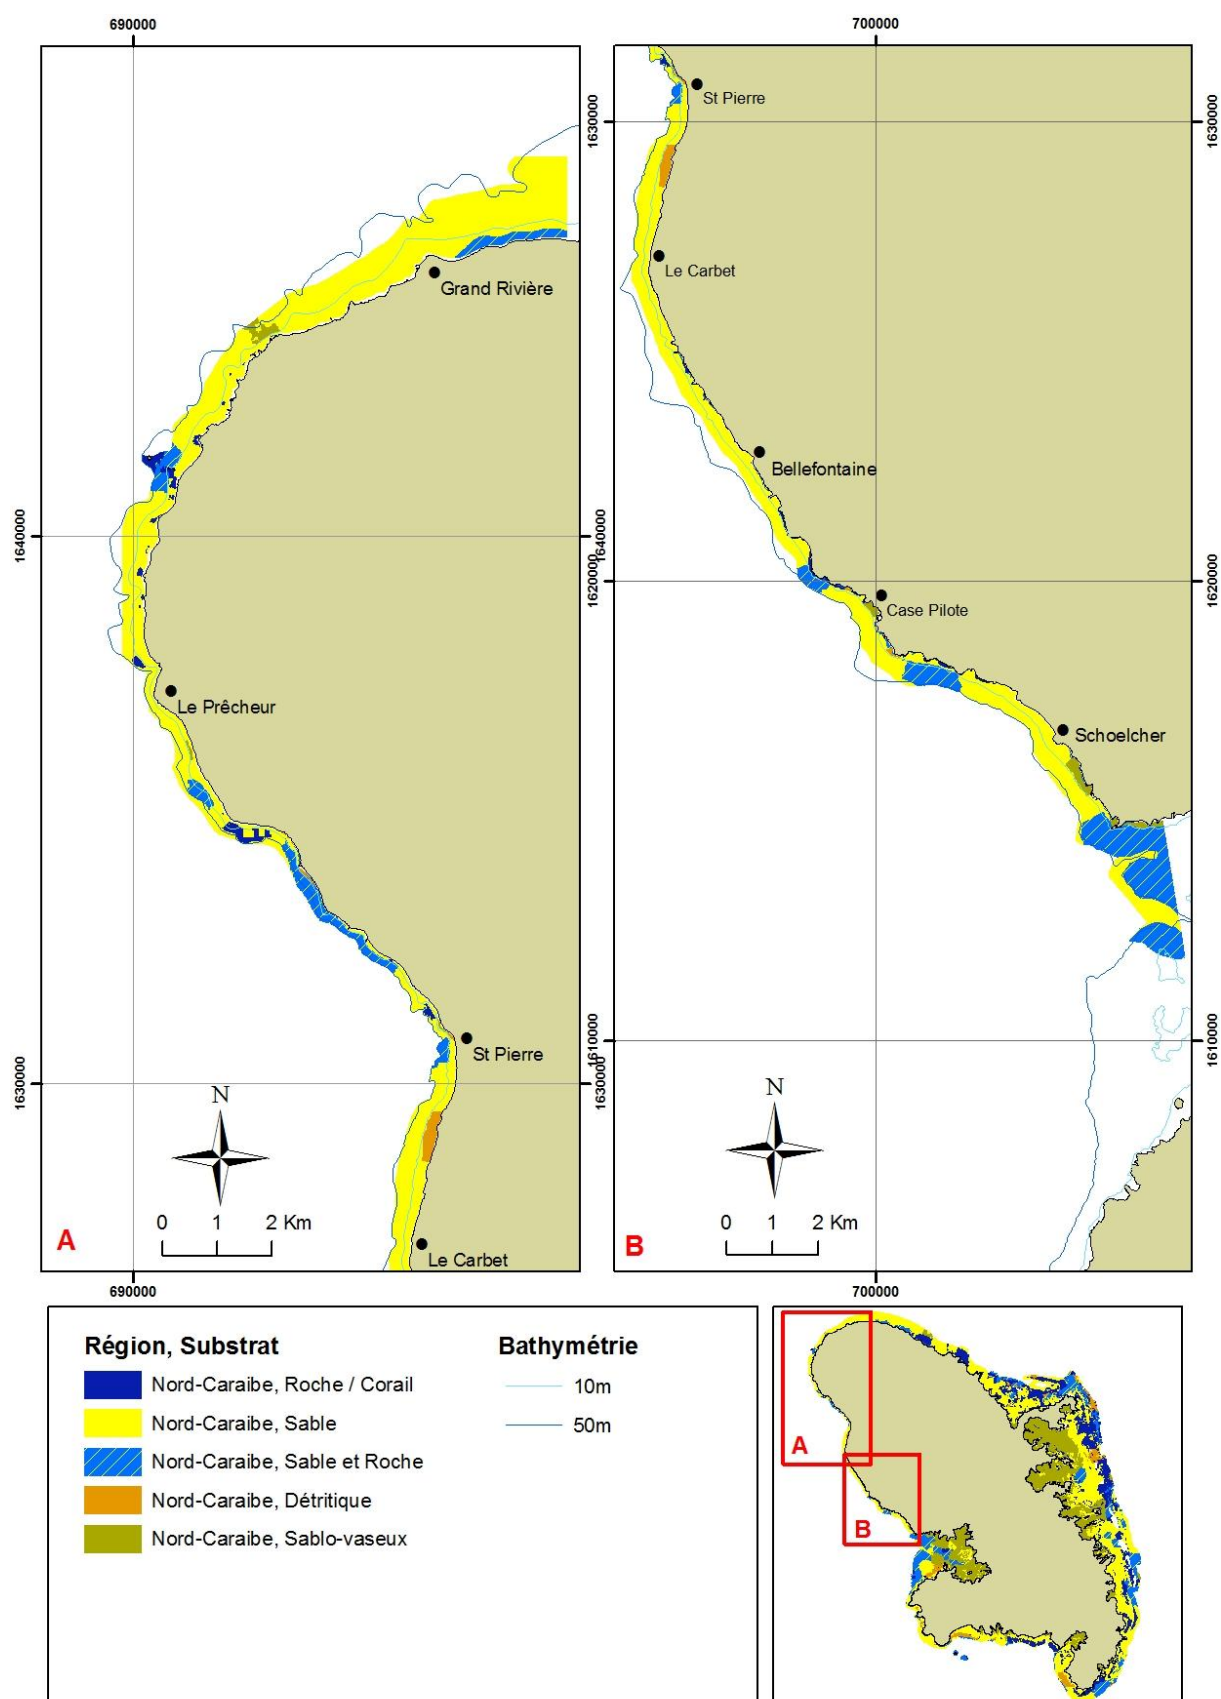 690000
700000
St Pierre
1630000
1630000
Le Carbet
Grand Rivière
Bellefontaine
1640000
1640000
1620000
1620000
Case Pilote
Le Prêcheur
Schoelcher
St Pierre
1610000
1610000
1630000
1630000
N
N
0 1 2 Km
0 1 2 Km
A
B
Le Carbet
690000
700000
Région, Substrat
Nord-Caraibe, Roche / Corail
Nord-Caraibe, Sable
Nord-Caraibe, Sable et Roche
Nord-Caraibe, Détritique
Nord-Caraibe, Sablo-vaseux
Bathymétrie
10m
50m
A
B